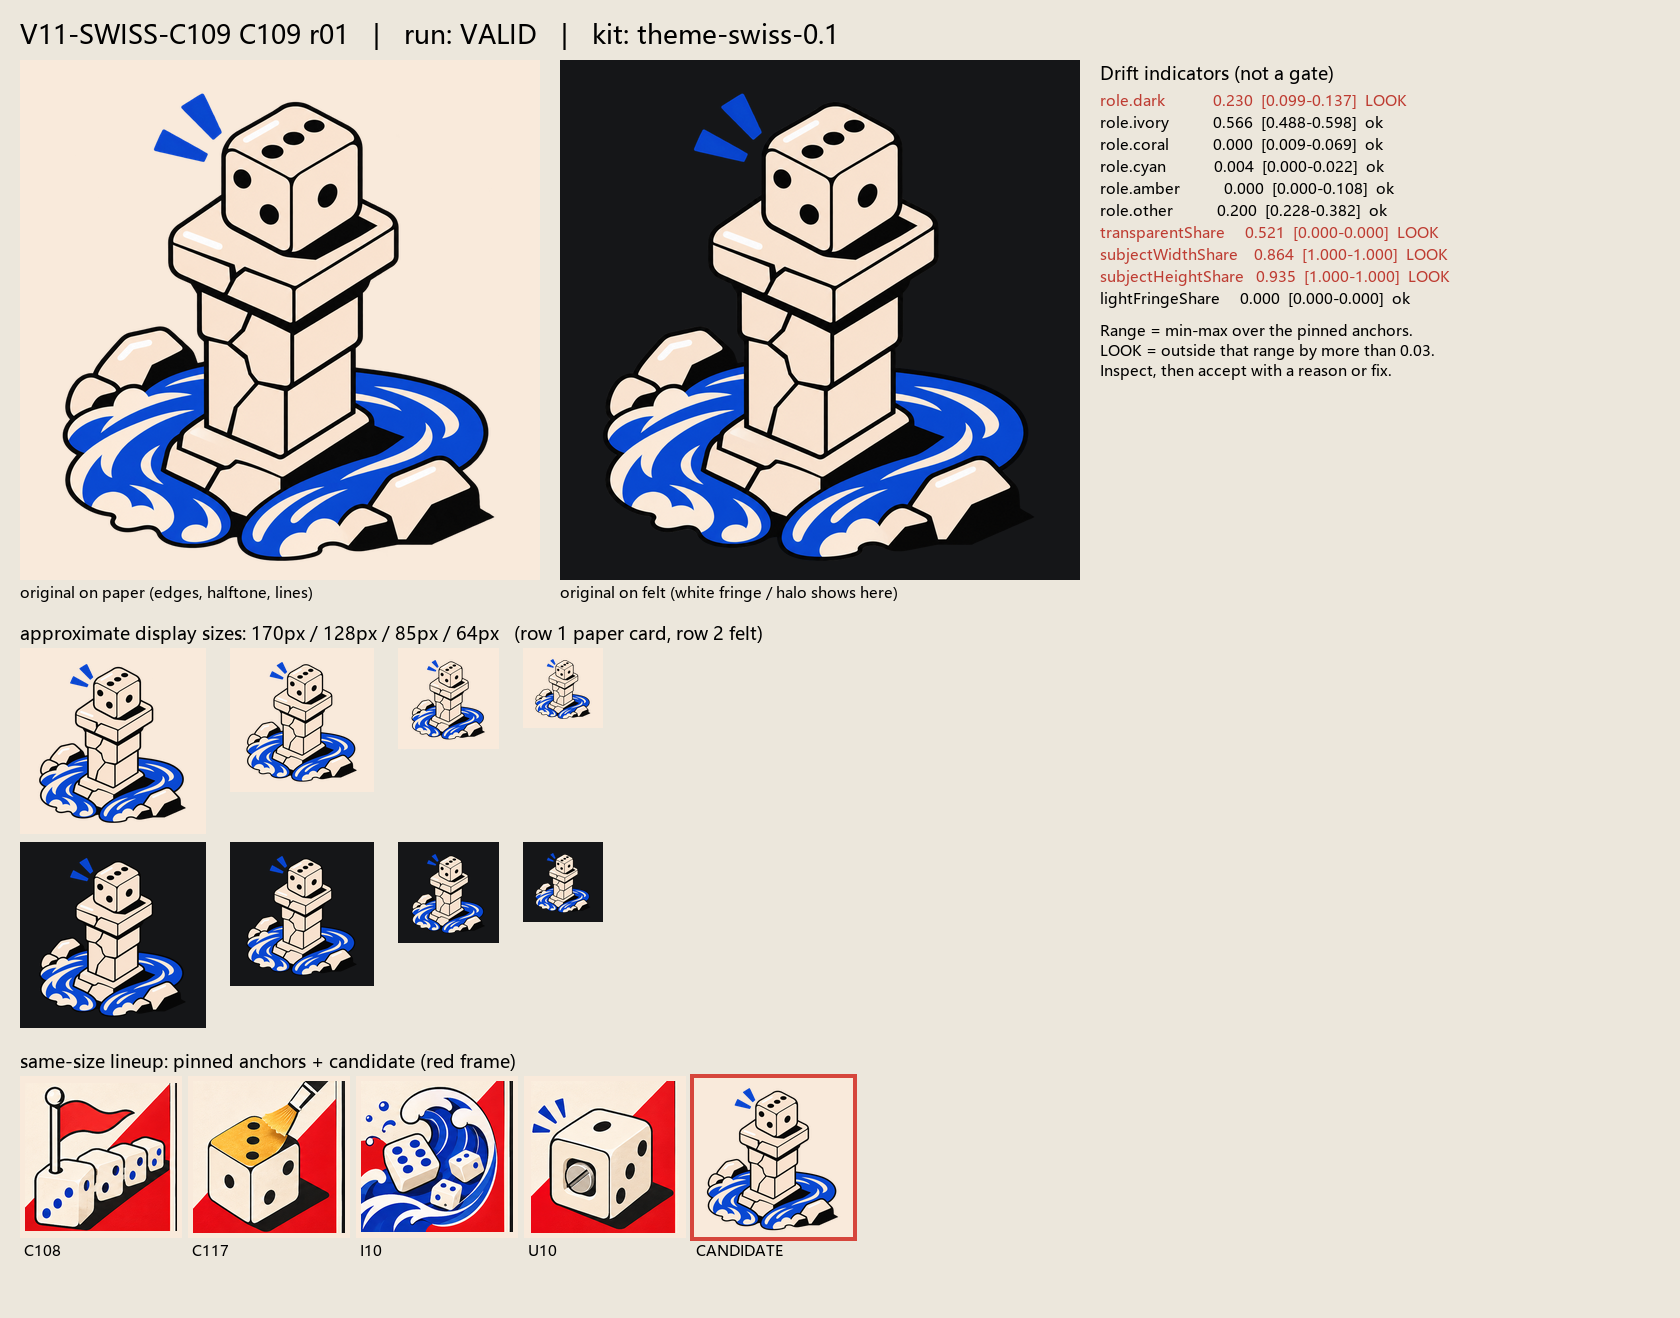 V11-SWISS-C109 C109 r01 | run: VALID | kit: theme-swiss-0.1
Drift indicators (not a gate)
role.dark 0.230 [0.099-0.137] LOOK
role.ivory 0.566 [0.488-0.598] ok
role.coral 0.000 [0.009-0.069] ok
role.cyan 0.004 [0.000-0.022] ok
role.amber 0.000 [0.000-0.108] ok
role.other 0.200 [0.228-0.382] ok
transparentShare 0.521 [0.000-0.000] LOOK
subjectWidthShare 0.864 [1.000-1.000] LOOK
subjectHeightShare 0.935 [1.000-1.000] LOOK
lightFringeShare 0.000 [0.000-0.000] ok
Range = min-max over the pinned anchors.
LOOK = outside that range by more than 0.03.
Inspect, then accept with a reason or fix.
original on paper (edges, halftone, lines)
original on felt (white fringe / halo shows here)
approximate display sizes: 170px / 128px / 85px / 64px (row 1 paper card, row 2 felt)
same-size lineup: pinned anchors + candidate (red frame)
C108
C117
I10
U10
CANDIDATE